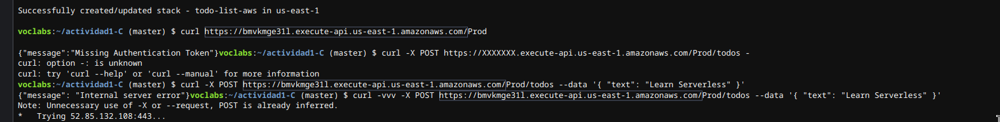 Successfully created/updated stack - todo-list-aws in us-east-1
voclabs:~/actividad1-C (master) $ curl https://bmvkmge31l.execute-api.us-east-1.amazonaws.com/Prod
{"message":"Missing Authentication Token"}voclabs:~/actividad1-C (master) $ curl -X POST https://XXXXXXX.execute-api.us-east-1.amazonaws.com/Prod/todos -
curl: option -: is unknown
curl: try 'curl --help' or 'curl --manual' for more information
voclabs:~/actividad1-C (master) $ curl -X POST https://bmvkmge31l.execute-api.us-east-1.amazonaws.com/Prod/todos --data '{ "text": "Learn Serverless" }'
{"message": "Internal server error"}voclabs:~/actividad1-C (master) $ curl -vvv -X POST https://bmvkmge31l.execute-api.us-east-1.amazonaws.com/Prod/todos --data '{ "text": "Learn Serverless" }'
Note: Unnecessary use of -X or --request, POST is already inferred.
*   Trying 52.85.132.108:443...